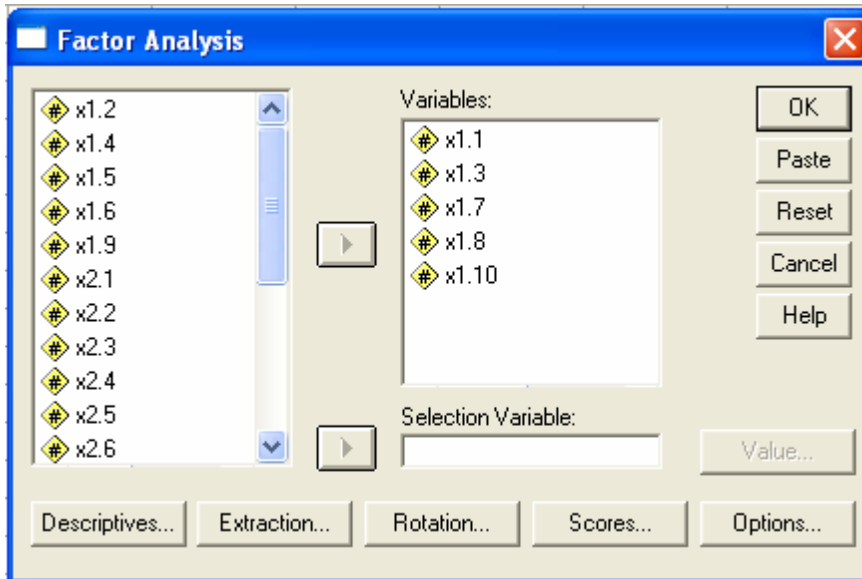 Factor Analysis
x1.2
x1.4
x1.5
x1.6
x1.9
x2.1
x2.2
x2.3
x2.4
x2.5
x2.6
Variables:
x1.1
x1.3
x1.7
x1.8
x1.10
Selection Variable:
OK
Paste
Reset
Cancel
Help
Value...
Descriptives...
Extraction...
Rotation...
Scores...
Options...